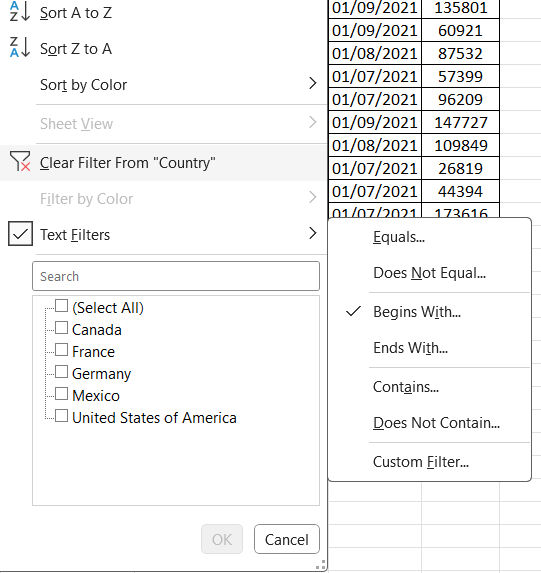 Sort A to Z
Sort Z to A
Sort by Color
Sheet View
Clear Filter From "Country"
Filter by Color
Text Filters
Search
(Select All)
Canada
France
Germany
Mexico
United States of America
OK
Cancel
01/09/2021 135801
01/09/2021 60921
01/08/2021 87532
01/07/2021 57399
01/07/2021 96209
01/09/2021 147727
01/08/2021 109849
01/07/2021 26819
01/07/2021 44394
01/07/2021 173616
Equals...
Does Not Equal...
Begins With...
Ends With...
Contains...
Does Not Contain...
Custom Filter...